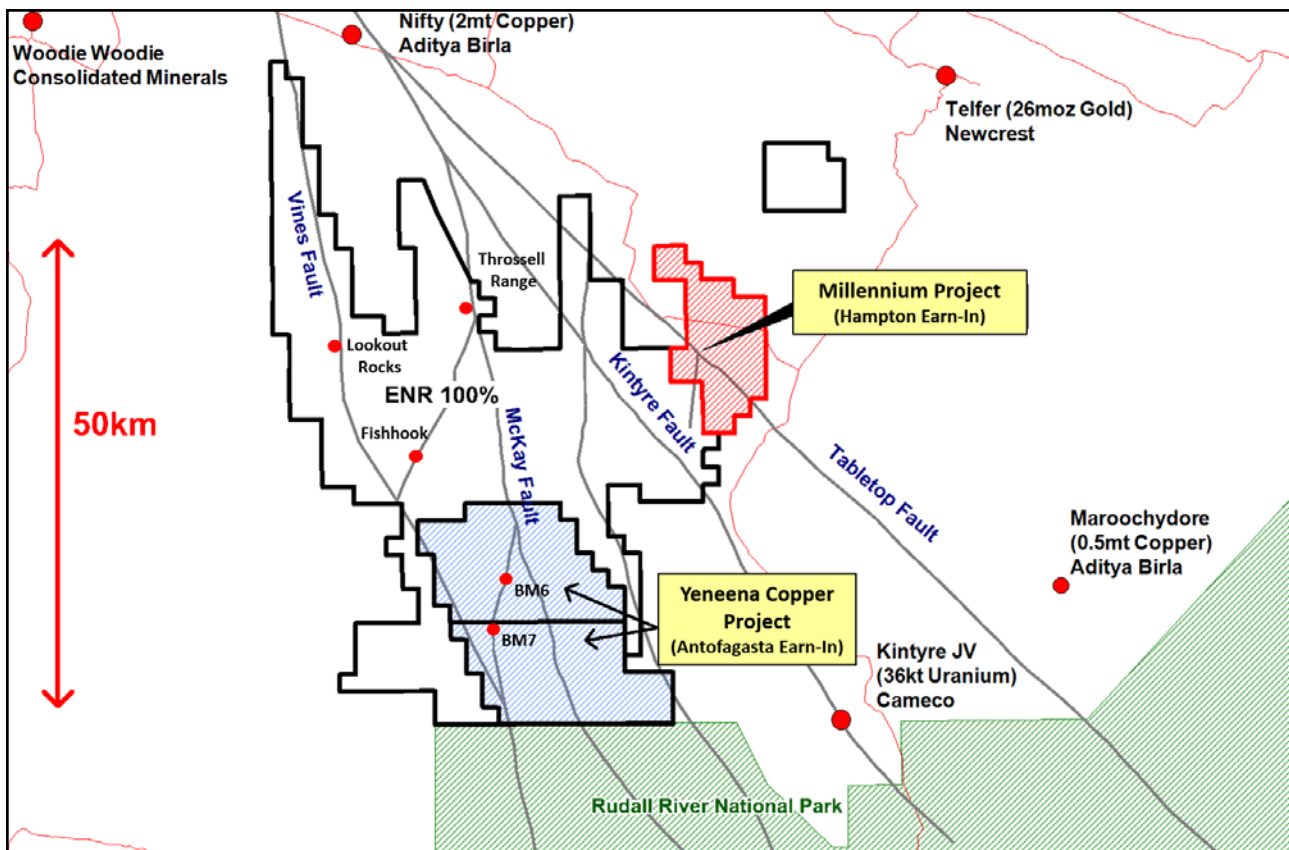 Nifty (2mt Copper)
Aditya Birla
Woodie Woodie
Consolidated Minerals
Telfer (26moz Gold)
Newcrest
Vines Fault
Throssell
Range
Millennium Project
(Hampton Earn-In)
Lookout
Rocks
ENR 100%
Kintyre Fault
50km
McKay Fault
Fishhook
Tabletop Fault
Maroochydore
(0.5mt Copper)
Aditya Birla
BM6
Yeneena Copper
Project
(Antofagasta Earn-In)
BM7
Kintyre JV
(36kt Uranium)
Cameco
Rudall River National Park